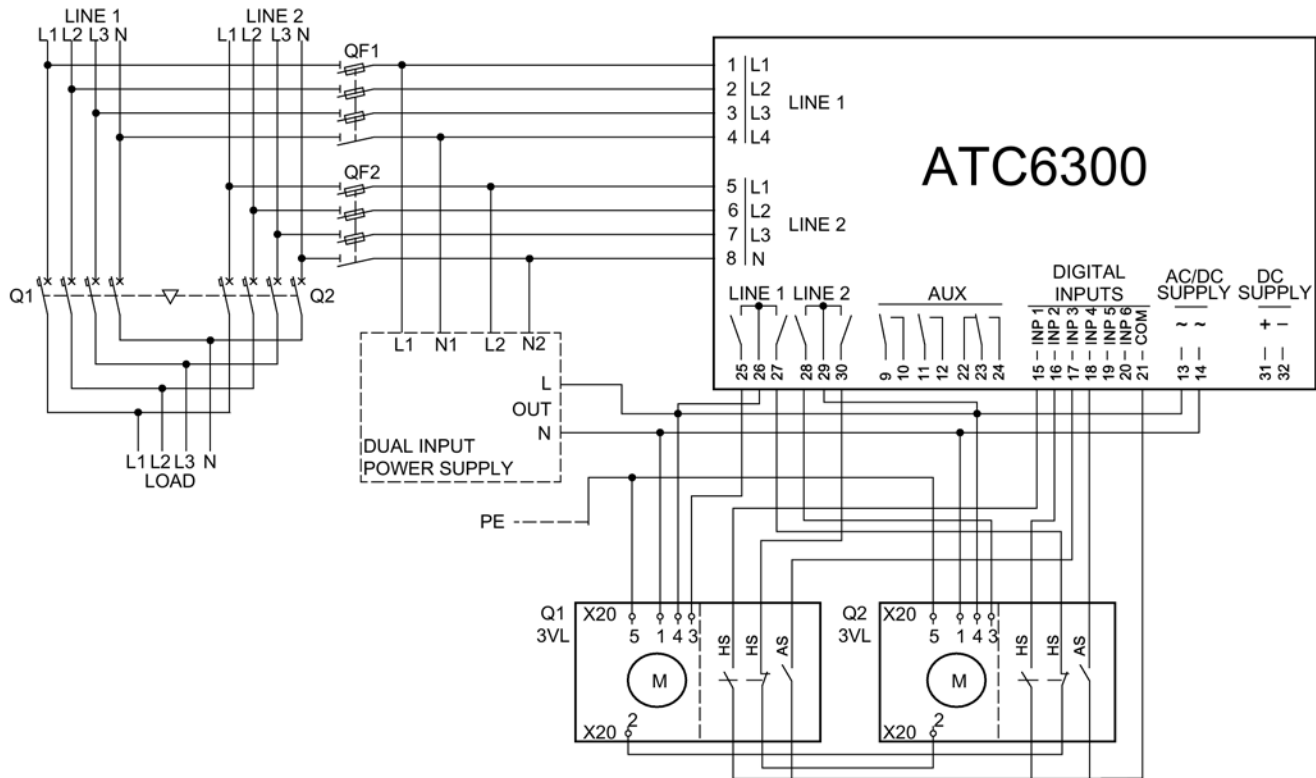 LINE 1 LINE 2
L1 L2 L3 N L1 L2 L3 N
QF1
1 L1
2 L2
3 L3
4 L4
LINE 1
ATC6300
QF2
5 L1
6 L2
7 L3
8 N
LINE 2
Q1 Q2
LINE 1 LINE 2 AUX DIGITAL INPUTS AC/DC SUPPLY DC SUPPLY
INP 1 INP 2 INP 3 INP 4 INP 5 INP 6 COM ~ ~ + –
25 26 27 28 29 30 9 10 11 12 22 23 24 15 16 17 18 19 20 21 13 14 31 32
L1 N1 L2 N2
L
OUT
N
DUAL INPUT
POWER SUPPLY
L1 L2 L3 N
LOAD
PE
Q1
3VL
X20
5 1 4 3
HS HS AS
M
X20 2
Q2
3VL
X20
5 1 4 3
HS HS AS
M
X20 2